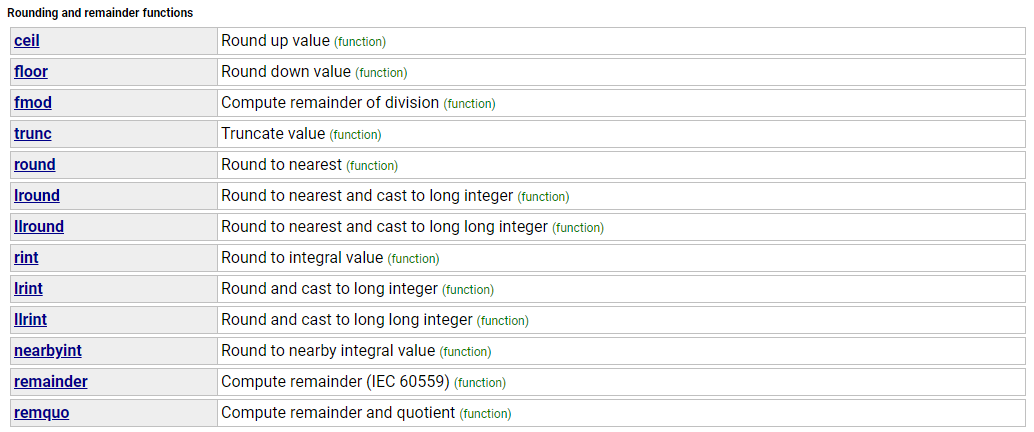 Rounding and remainder functions
ceil Round up value (function)
floor Round down value (function)
fmod Compute remainder of division (function)
trunc Truncate value (function)
round Round to nearest (function)
lround Round to nearest and cast to long integer (function)
llround Round to nearest and cast to long long integer (function)
rint Round to integral value (function)
lrint Round and cast to long integer (function)
llrint Round and cast to long long integer (function)
nearbyint Round to nearby integral value (function)
remainder Compute remainder (IEC 60559) (function)
remquo Compute remainder and quotient (function)